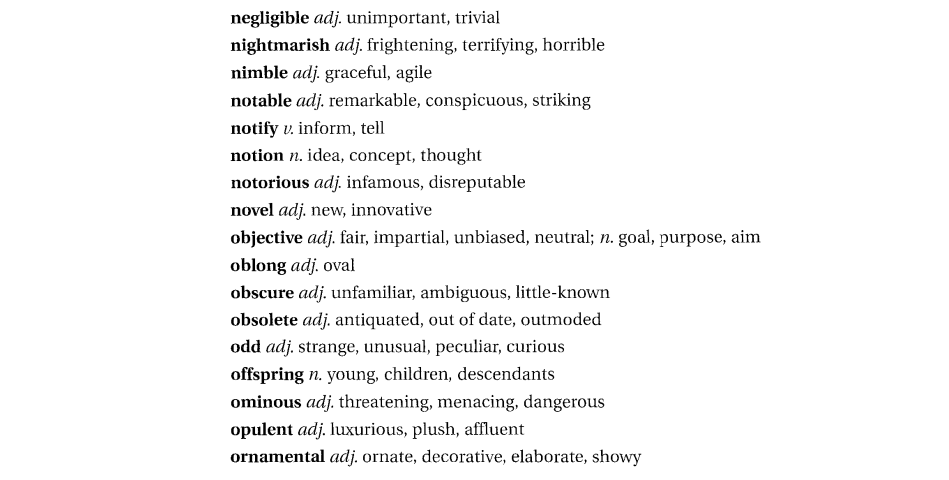 negligible adj. unimportant, trivial
nightmarish adj. frightening, terrifying, horrible
nimble adj. graceful, agile
notable adj. remarkable, conspicuous, striking
notify v. inform, tell
notion n. idea, concept, thought
notorious adj. infamous, disreputable
novel adj. new, innovative
objective adj. fair, impartial, unbiased, neutral; n. goal, purpose, aim
oblong adj. oval
obscure adj. unfamiliar, ambiguous, little-known
obsolete adj. antiquated, out of date, outmoded
odd adj. strange, unusual, peculiar, curious
offspring n. young, children, descendants
ominous adj. threatening, menacing, dangerous
opulent adj. luxurious, plush, affluent
ornamental adj. ornate, decorative, elaborate, showy